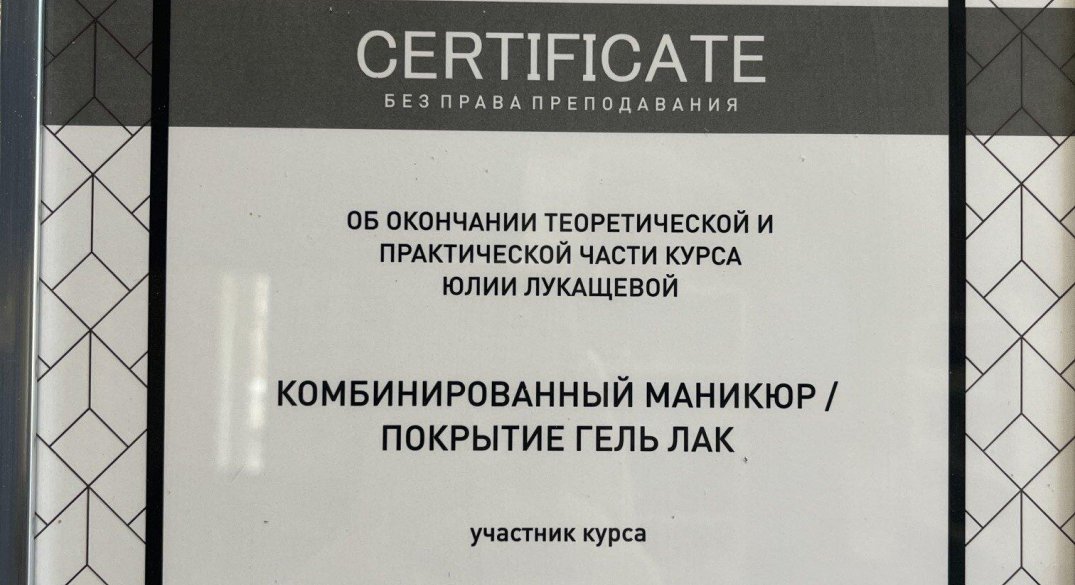 CERTIFICATE
БЕЗ ПРАВА ПРЕПОДАВАНИЯ
ОБ ОКОНЧАНИИ ТЕОРЕТИЧЕСКОЙ И
ПРАКТИЧЕСКОЙ ЧАСТИ КУРСА
ЮЛИИ ЛУКАЩЕВОЙ
КОМБИНИРОВАННЫЙ МАНИКЮР /
ПОКРЫТИЕ ГЕЛЬ ЛАК
участник курса